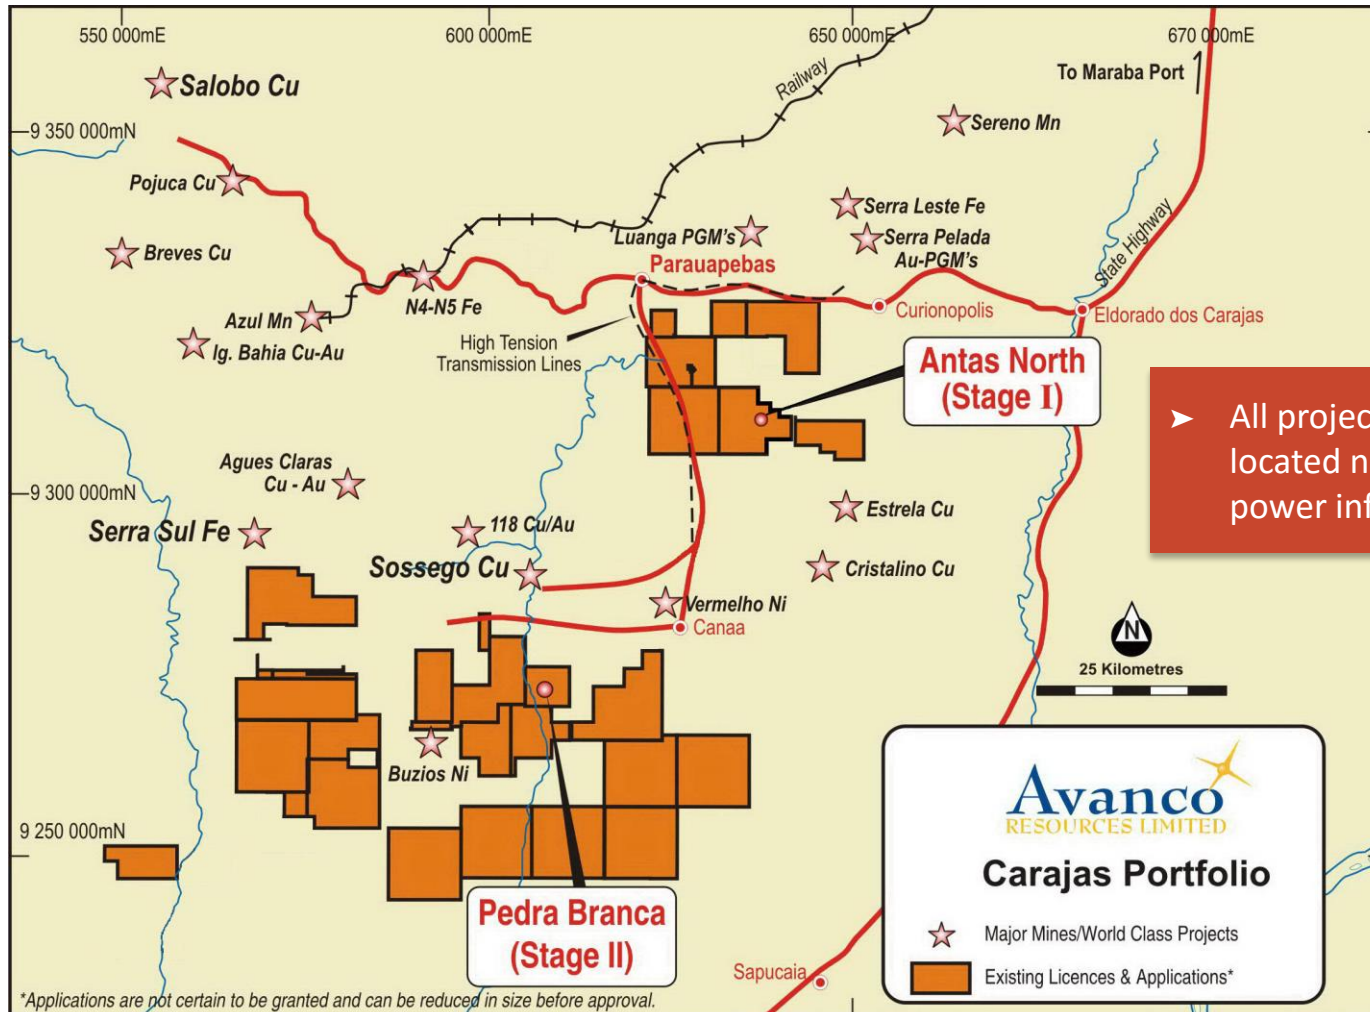 550 000mE
600 000mE
650 000mE
670 000mE
To Maraba Port
Salobo Cu
Railway
Sereno Mn
9 350 000mN
Pojuca Cu
Serra Leste Fe
Breves Cu
Luanga PGM's
Serra Pelada
Au-PGM's
State Highway
Parauapebas
N4-N5 Fe
Curionopolis
Eldorado dos Carajas
Azul Mn
Ig. Bahia Cu-Au
High Tension
Transmission Lines
Antas North
(Stage I)
➤ All projec
located n
power inf
Agues Claras
Cu - Au
9 300 000mN
Estrela Cu
Serra Sul Fe
118 Cu/Au
Sossego Cu
Cristalino Cu
Vermelho Ni
Canaa
N
25 Kilometres
Buzios Ni
9 250 000mN
Avanco
RESOURCES LIMITED
Carajas Portfolio
Pedra Branca
(Stage II)
Major Mines/World Class Projects
Sapucaia
Existing Licences & Applications*
*Applications are not certain to be granted and can be reduced in size before approval.